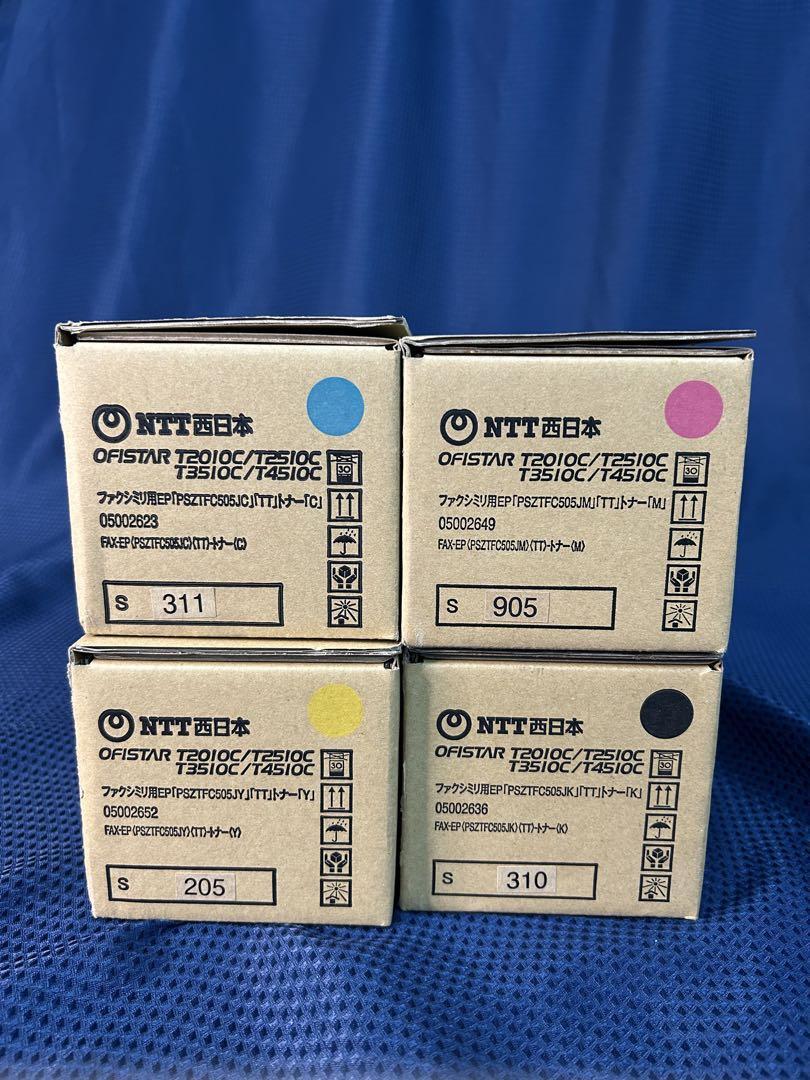 NTT西日本
OFISTAR T2010C/T2510C
T3510C/T4510C
30
ファクシミリ用EP「PSZTFC505JC」「TT」トナー「C」
05002623
FAX-EP〈PSZTFC505JC〉〈TT〉-トナー〈C〉
S 311
NTT西日本
OFISTAR T2010C/T2510C
T3510C/T4510C
30
ファクシミリ用EP「PSZTFC505JM」「TT」トナー「M」
05002649
FAX-EP〈PSZTFC505JM〉〈TT〉-トナー〈M〉
S 905
NTT西日本
OFISTAR T2010C/T2510C
T3510C/T4510C
30
ファクシミリ用EP「PSZTFC505JY」「TT」トナー「Y」
05002652
FAX-EP〈PSZTFC505JY〉〈TT〉-トナー〈Y〉
S 205
NTT西日本
OFISTAR T2010C/T2510C
T3510C/T4510C
30
ファクシミリ用EP「PSZTFC505JK」「TT」トナー「K」
05002636
FAX-EP〈PSZTFC505JK〉〈TT〉-トナー〈K〉
S 310